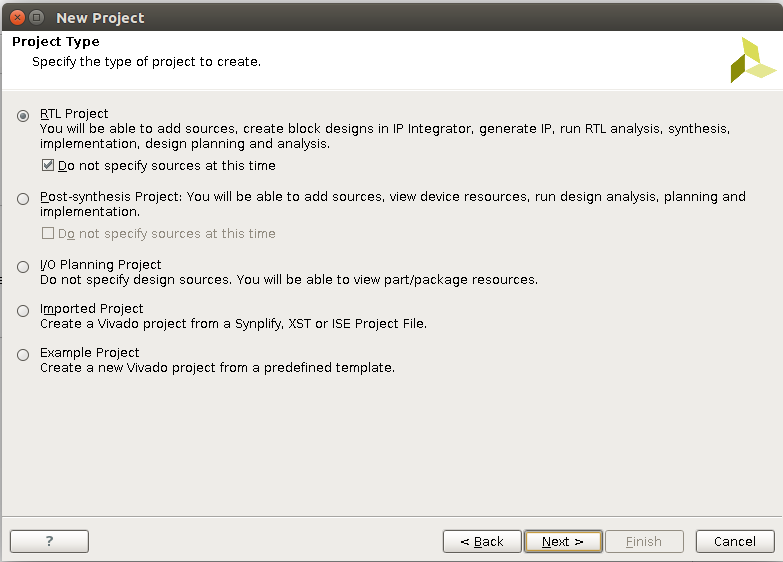 New Project
Project Type
Specify the type of project to create.
RTL Project
You will be able to add sources, create block designs in IP Integrator, generate IP, run RTL analysis, synthesis,
implementation, design planning and analysis.
Do not specify sources at this time
Post-synthesis Project: You will be able to add sources, view device resources, run design analysis, planning and
implementation.
Do not specify sources at this time
I/O Planning Project
Do not specify design sources. You will be able to view part/package resources.
Imported Project
Create a Vivado project from a Synplify, XST or ISE Project File.
Example Project
Create a new Vivado project from a predefined template.
?
< Back
Next >
Finish
Cancel